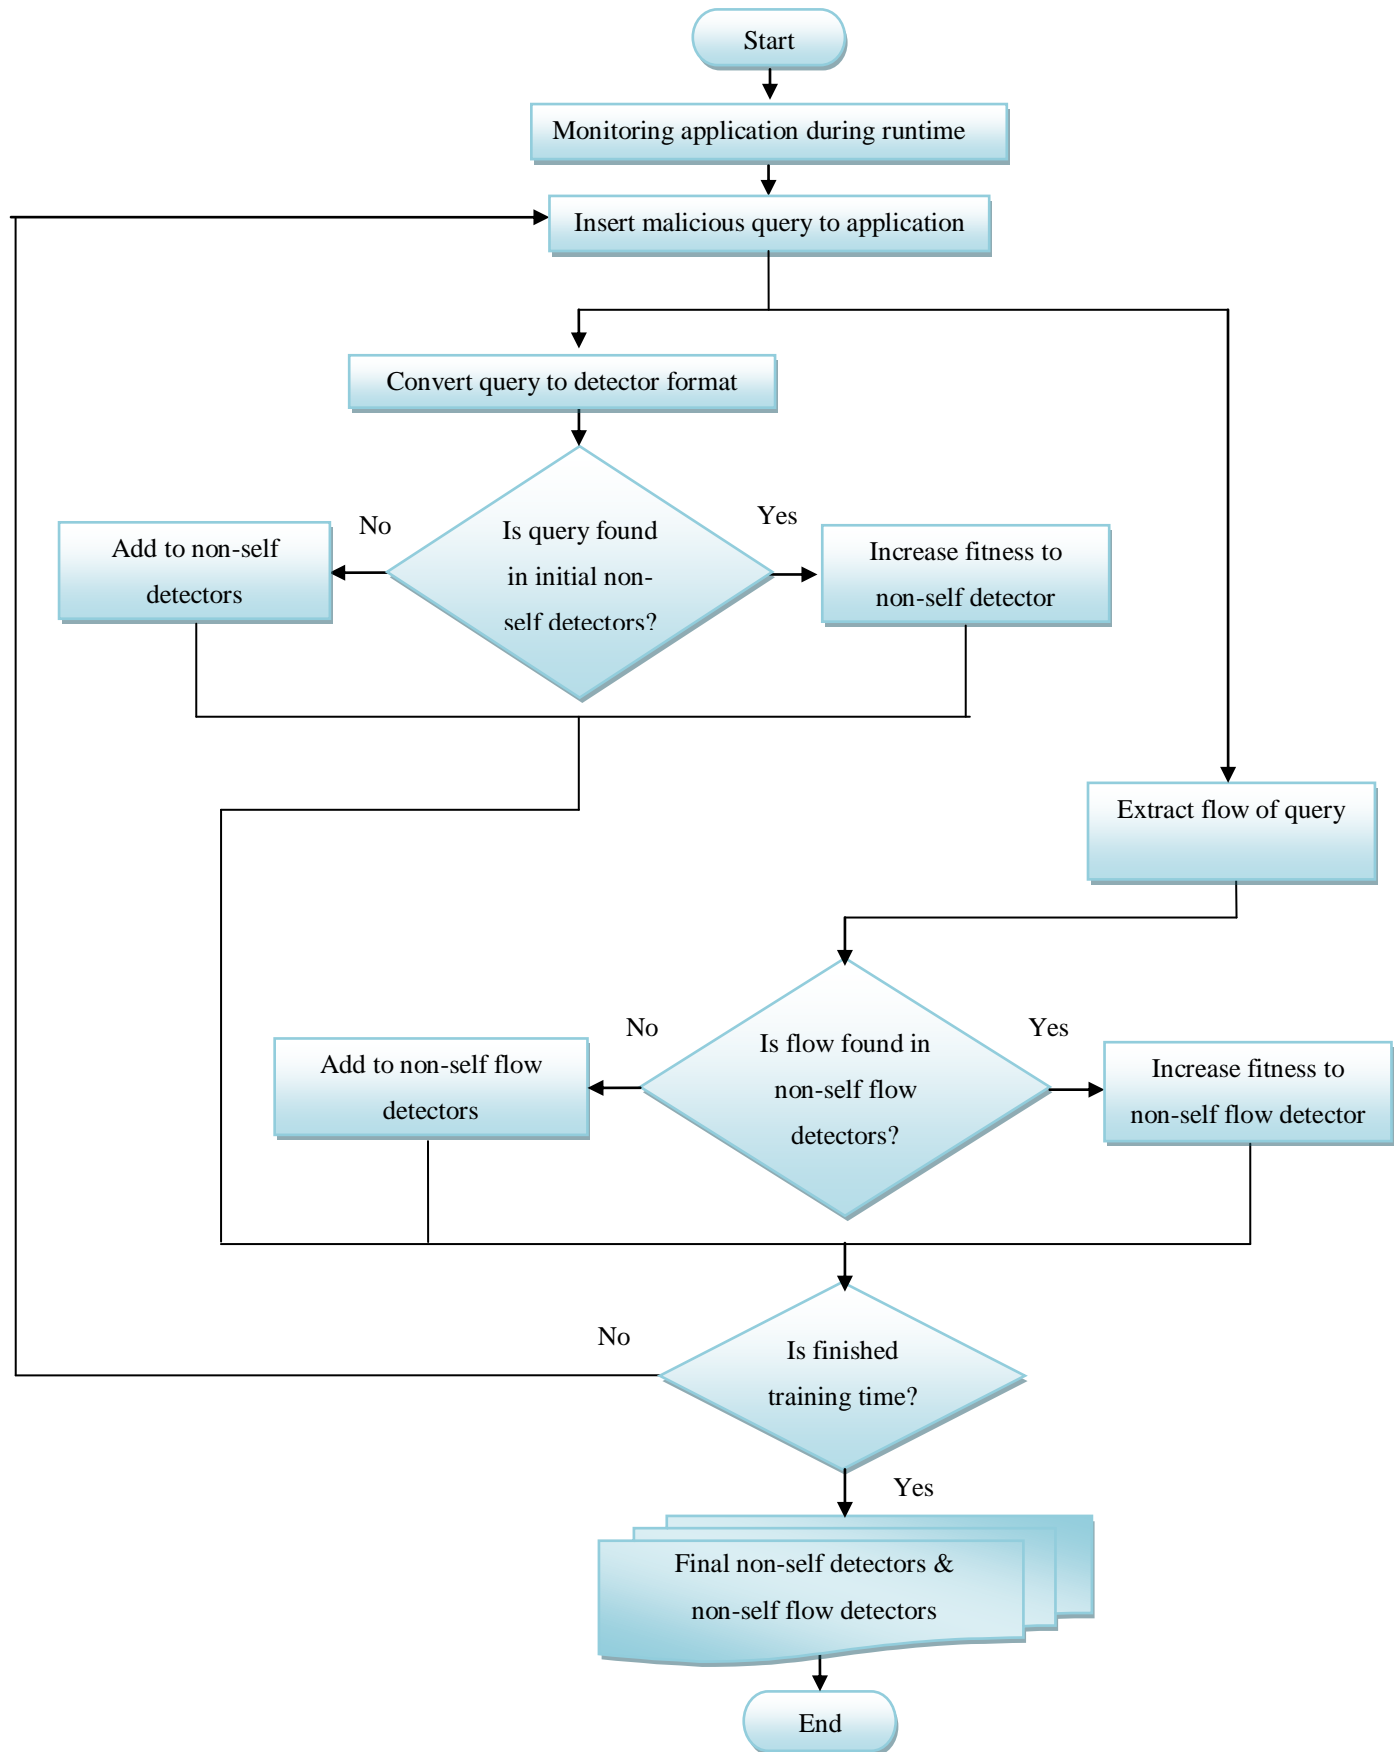 Start
Monitoring application during runtime
Insert malicious query to application
Convert query to detector format
No
Yes
Add to non-self
detectors
Is query found
in initial non-
self detectors?
Increase fitness to
non-self detector
Extract flow of query
No
Yes
Add to non-self flow
detectors
Is flow found in
non-self flow
detectors?
Increase fitness to
non-self flow detector
No
Is finished
training time?
Yes
Final non-self detectors &
non-self flow detectors
End